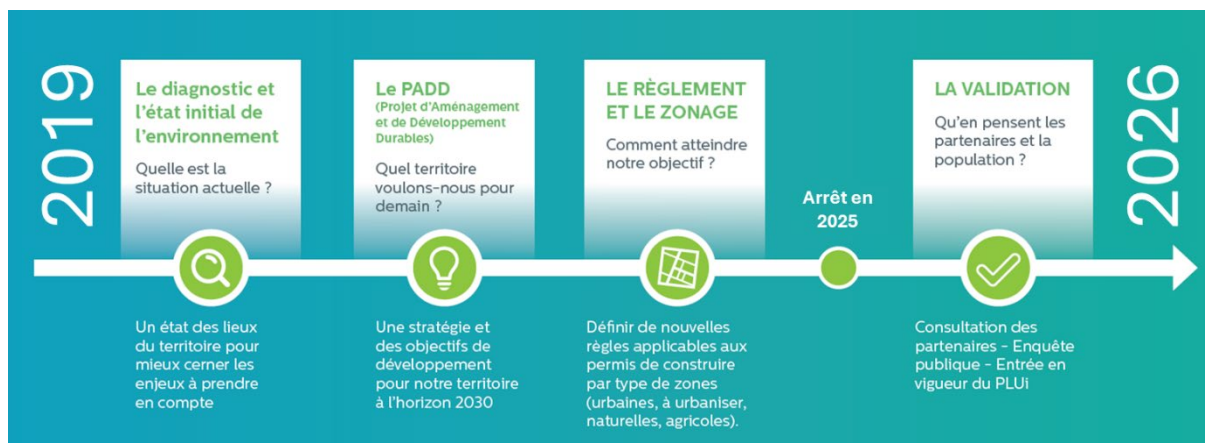 2019
Le diagnostic et
l'état initial de
l'environnement
Quelle est la
situation actuelle ?
Un état des lieux
du territoire pour
mieux cerner les
enjeux à prendre
en compte
Le PADD
(Projet d'Aménagement
et de Développement
Durables)
Quel territoire
voulons-nous pour
demain ?
Une stratégie et
des objectifs de
développement
pour notre territoire
à l'horizon 2030
LE RÈGLEMENT
ET LE ZONAGE
Comment atteindre
notre objectif ?
Définir de nouvelles
règles applicables aux
permis de construire
par type de zones
(urbaines, à urbaniser,
naturelles, agricoles).
Arrêt en
2025
LA VALIDATION
Qu'en pensent les
partenaires et la
population ?
Consultation des
partenaires - Enquête
publique - Entrée en
vigueur du PLUi
2026